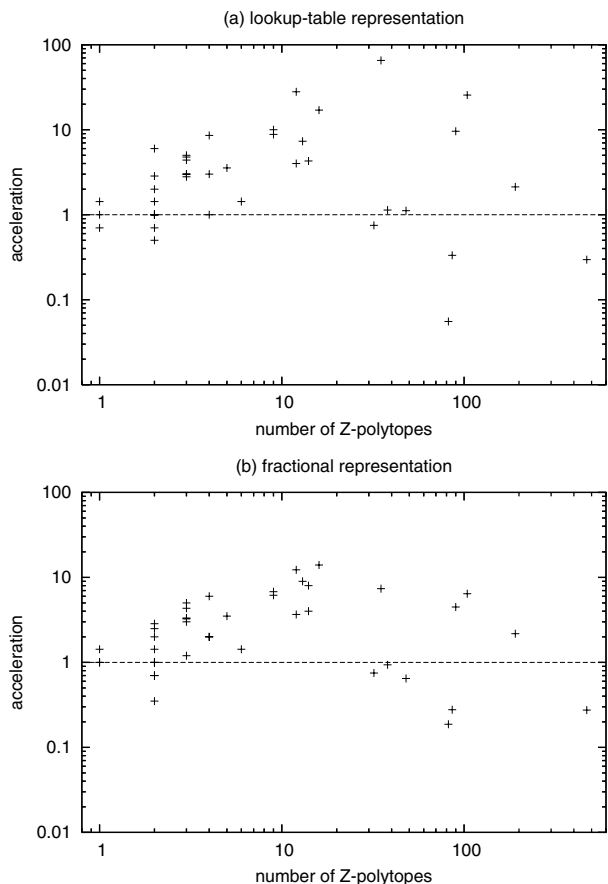 (a) lookup-table representation
100
10
1
0.1
0.01
acceleration
1 10 100
number of Z-polytopes
(b) fractional representation
100
10
1
0.1
0.01
acceleration
1 10 100
number of Z-polytopes